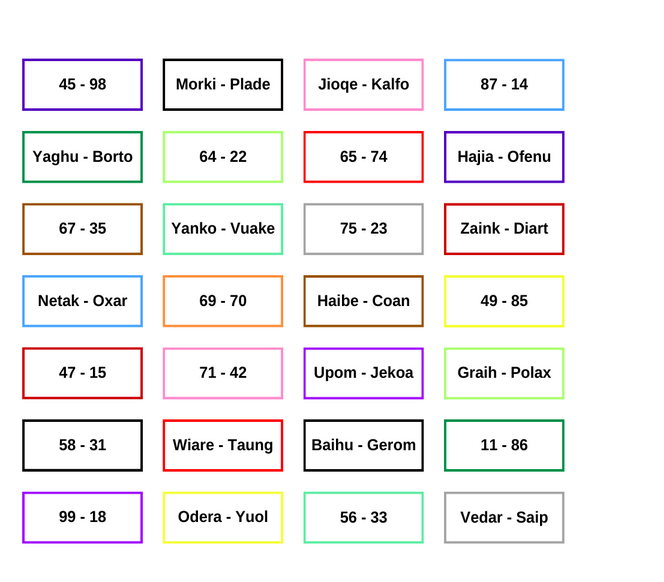 45 - 98
Morki - Plade
Jioqe - Kalfo
87 - 14
Yaghu - Borto
64 - 22
65 - 74
Hajia - Ofenu
67 - 35
Yanko - Vuake
75 - 23
Zaink - Diart
Netak - Oxar
69 - 70
Haibe - Coan
49 - 85
47 - 15
71 - 42
Upom - Jekoa
Graih - Polax
58 - 31
Wiare - Taung
Baihu - Gerom
11 - 86
99 - 18
Odera - Yuol
56 - 33
Vedar - Saip